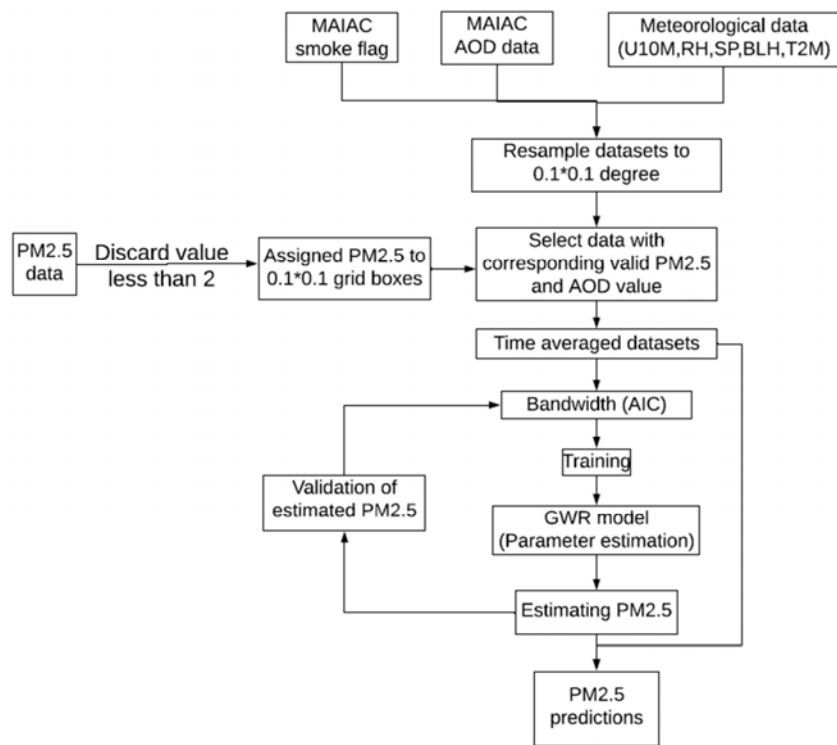 MAIAC
smoke flag
MAIAC
AOD data
Meteorological data
(U10M,RH,SP,BLH,T2M)
Resample datasets to
0.1*0.1 degree
PM2.5
data
Discard value
less than 2
Assigned PM2.5 to
0.1*0.1 grid boxes
Select data with
corresponding valid PM2.5
and AOD value
Time averaged datasets
Bandwidth (AIC)
Training
Validation of
estimated PM2.5
GWR model
(Parameter estimation)
Estimating PM2.5
PM2.5
predictions